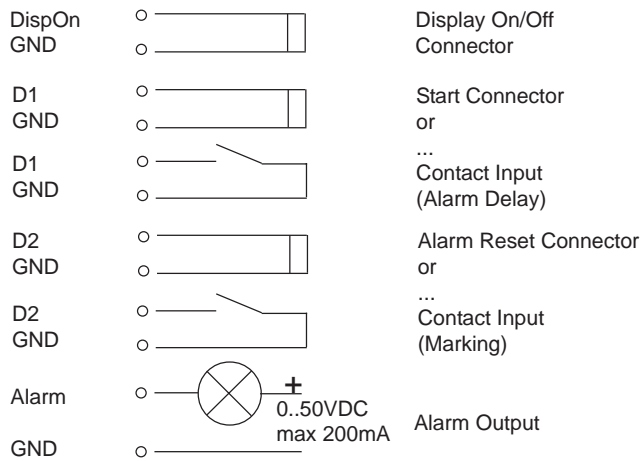 DispOn
GND
Display On/Off
Connector
D1
GND
Start Connector
or
...
D1
GND
Contact Input
(Alarm Delay)
D2
GND
Alarm Reset Connector
or
...
D2
GND
Contact Input
(Marking)
Alarm
+
0..50VDC
max 200mA
Alarm Output
GND